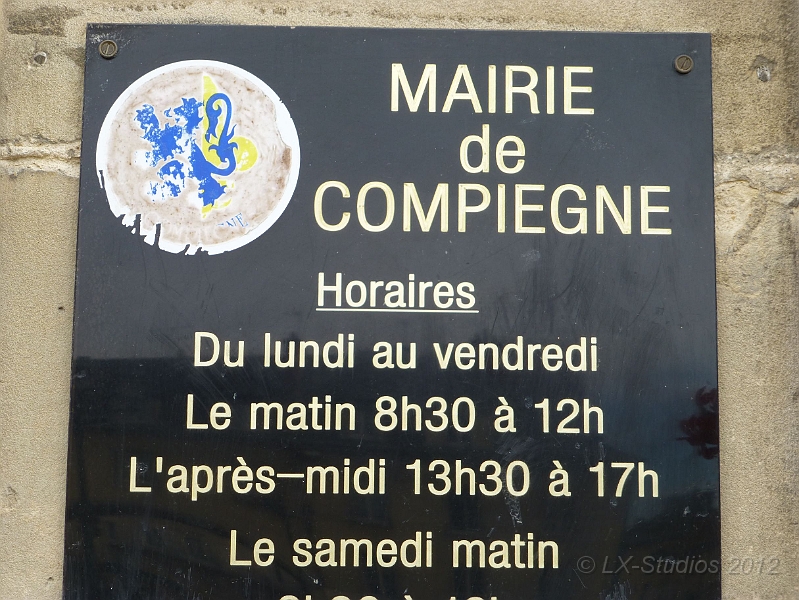 MAIRIE
de
COMPIEGNE
Horaires
Du lundi au vendredi
Le matin 8h30 à 12h
L'après–midi 13h30 à 17h
Le samedi matin
© LX-Studios 2012